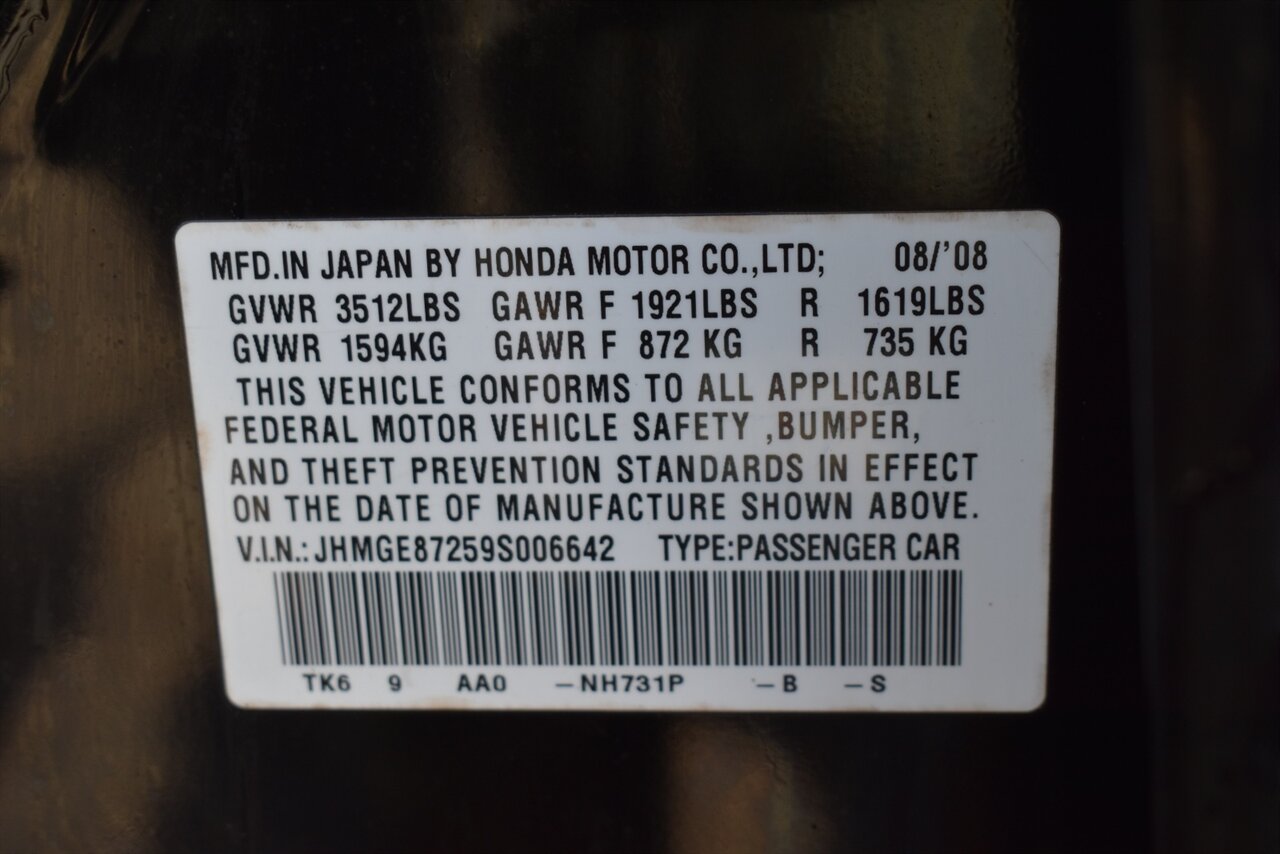 MFD.IN JAPAN BY HONDA MOTOR CO.,LTD; 08/'08
GVWR 3512LBS GAWR F 1921LBS R 1619LBS
GVWR 1594KG GAWR F 872 KG R 735 KG
THIS VEHICLE CONFORMS TO ALL APPLICABLE
FEDERAL MOTOR VEHICLE SAFETY ,BUMPER,
AND THEFT PREVENTION STANDARDS IN EFFECT
ON THE DATE OF MANUFACTURE SHOWN ABOVE.
V.I.N.:JHMGE87259S006642 TYPE:PASSENGER CAR
TK6 9 AA0 –NH731P –B –S